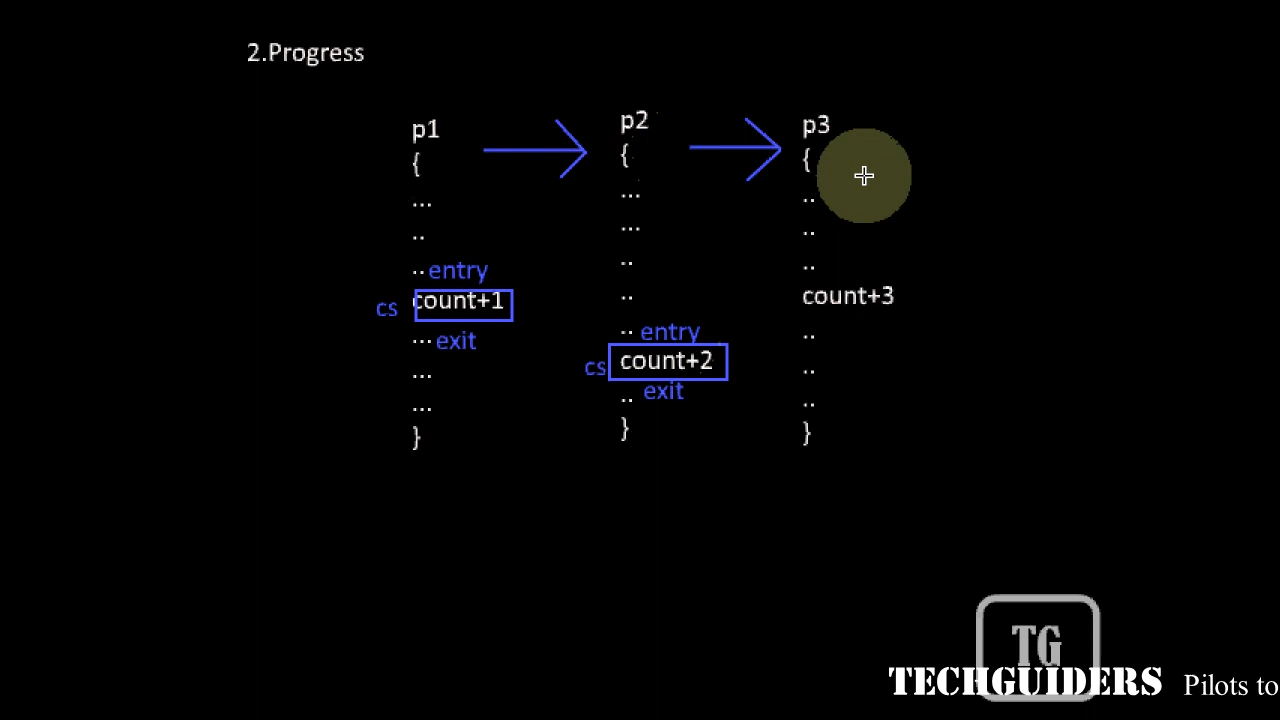 2.Progress
p1
{
...
..
.. entry
cs count+1
... exit
...
...
}
p2
{
...
...
..
..
.. entry
cs count+2
.. exit
}
p3
{
..
..
..
count+3
..
..
..
}
TG
TECHGUIDERS Pilots to